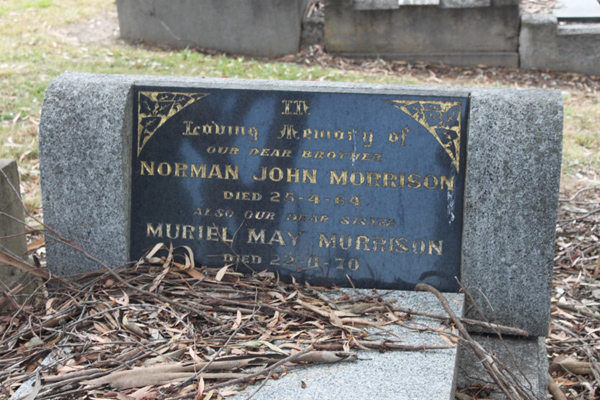 In
Loving Memory of
OUR DEAR BROTHER
NORMAN JOHN MORRISON
DIED 25-4-64
ALSO OUR DEAR SISTER
MURIEL MAY MORRISON
DIED